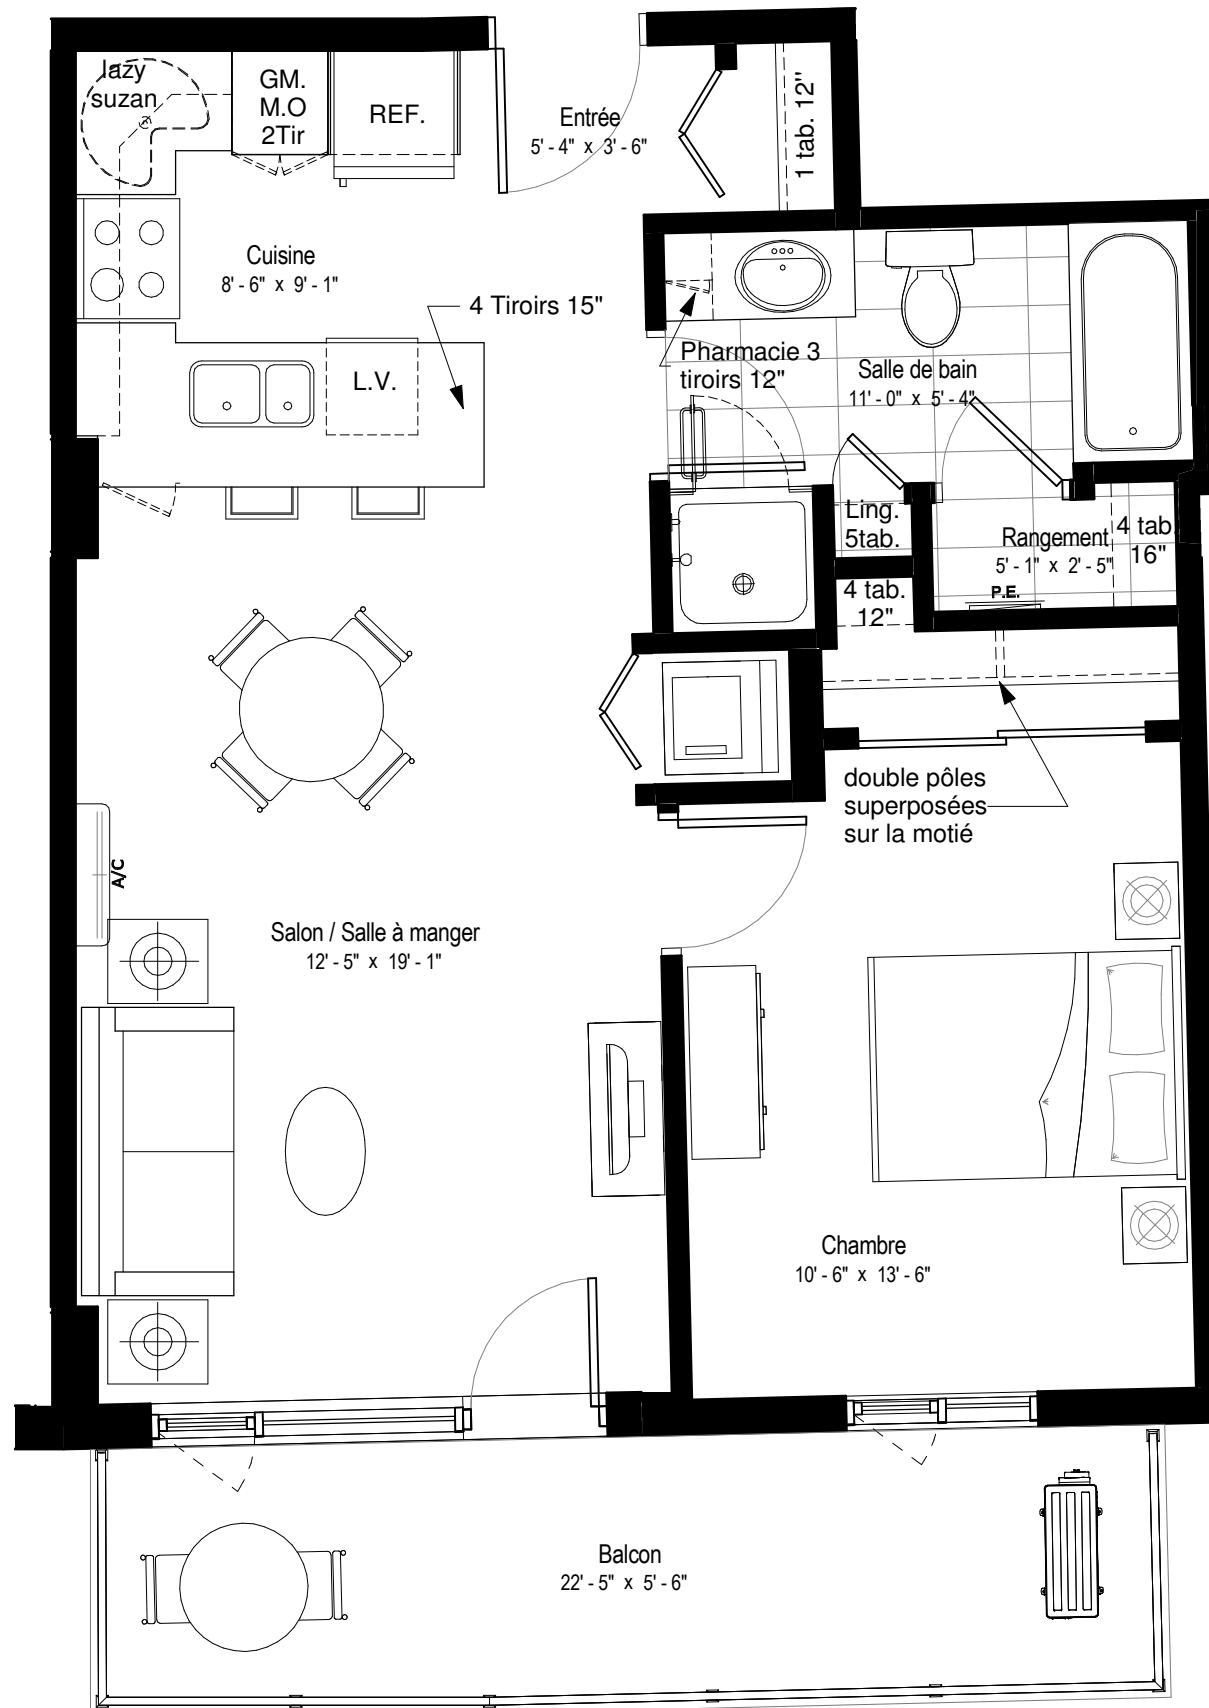 lazy
suzan
GM.
M.O
2Tir
REF.
Entrée
5' - 4" x 3' - 6"
1 tab. 12"
Cuisine
8' - 6" x 9' - 1"
4 Tiroirs 15"
L.V.
Pharmacie 3
tiroirs 12"
Salle de bain
11' - 0" x 5' - 4"
Ling.
5tab.
Rangement
5' - 1" x 2' - 5"
4 tab
16"
P.E.
4 tab.
12"
double pôles
superposées
sur la motié
A/C
Salon / Salle à manger
12' - 5" x 19' - 1"
Chambre
10' - 6" x 13' - 6"
Balcon
22' - 5" x 5' - 6"